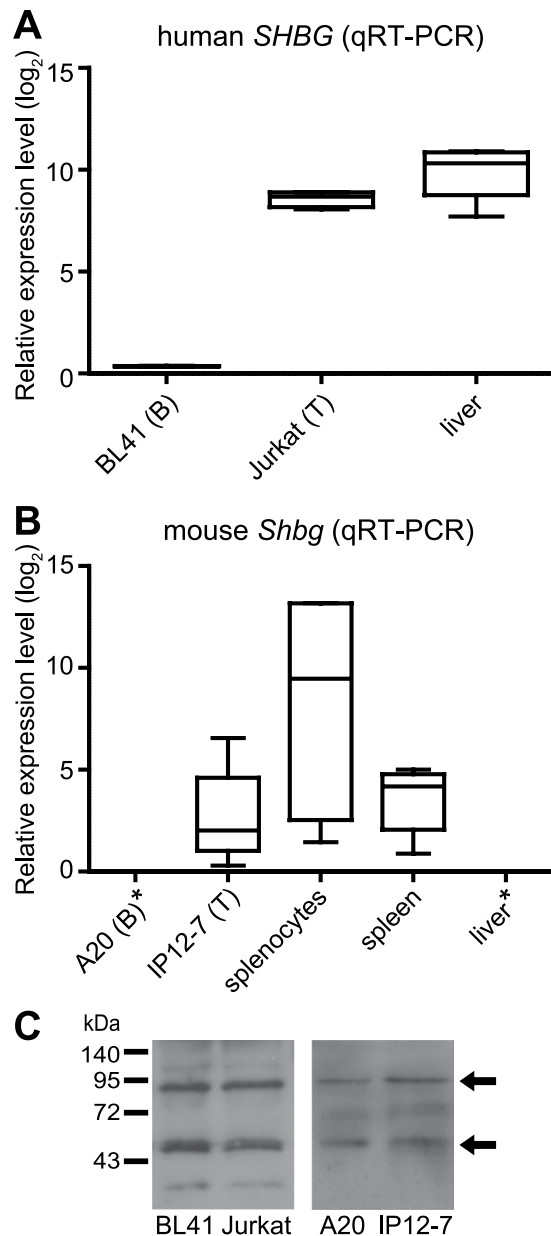 A
human SHBG (qRT-PCR)
Relative expression level (log₂)
15
10
5
0
BL41 (B)
Jurkat (T)
liver
B
mouse Shbg (qRT-PCR)
Relative expression level (log₂)
15
10
5
0
A20 (B)*
IP12-7 (T)
splenocytes
spleen
liver*
C
kDa
140
95
72
43
BL41 Jurkat
A20 IP12-7